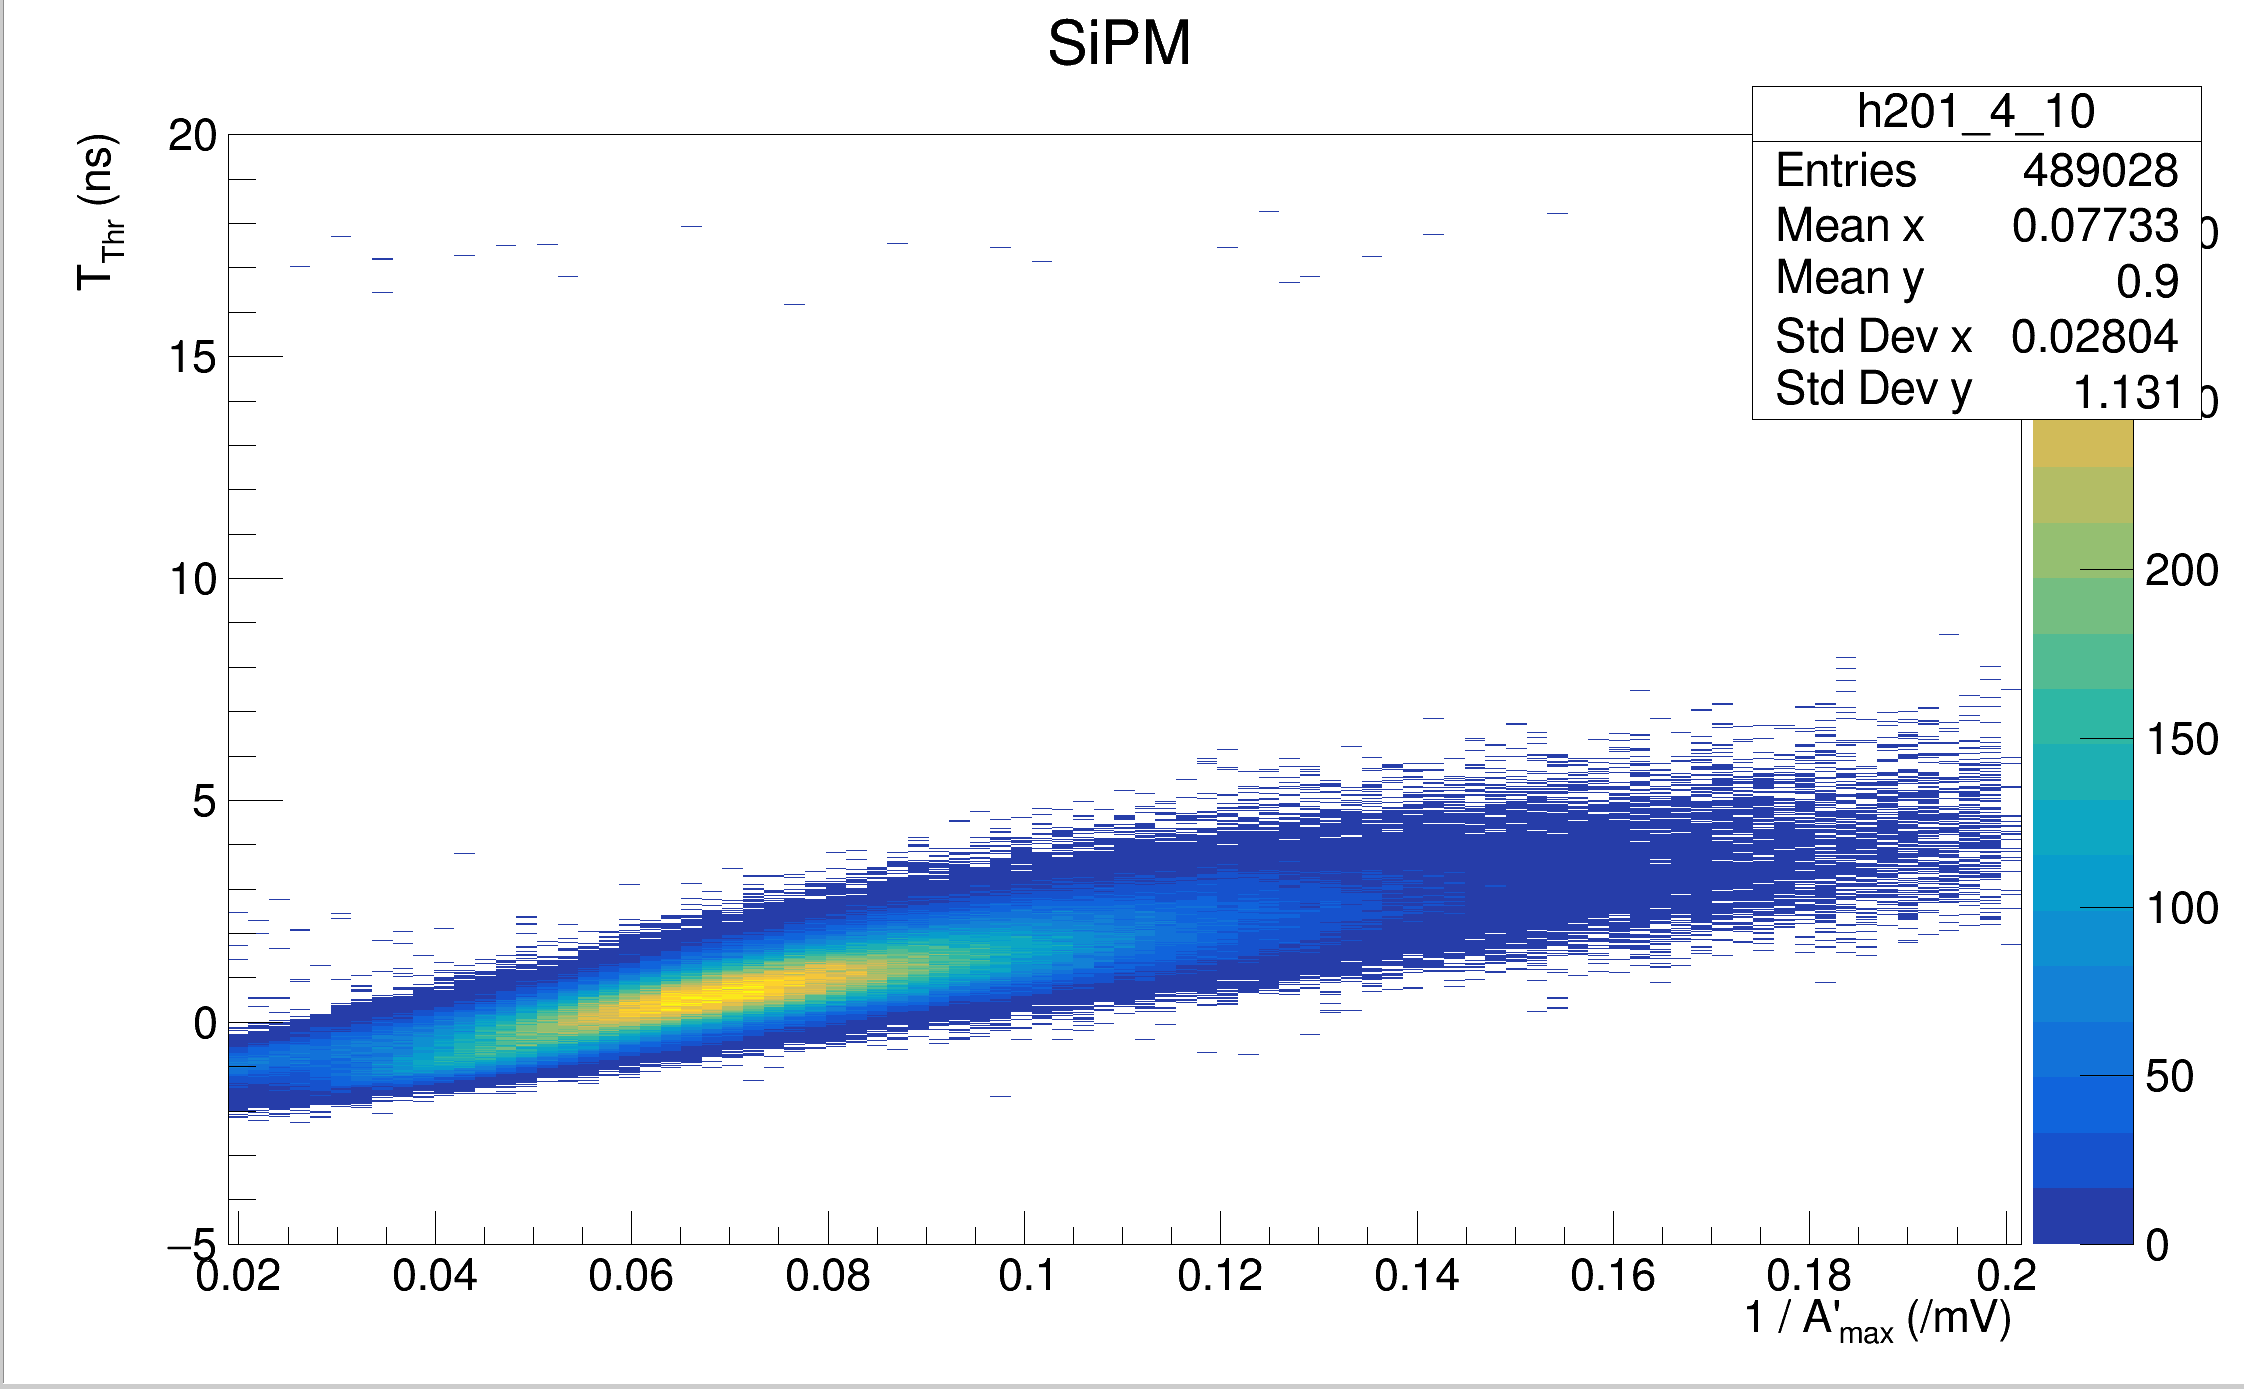 SiPM
h201_4_10
Entries 489028
Mean x 0.07733
Mean y 0.9
Std Dev x 0.02804
Std Dev y 1.131
T_Thr (ns)
20
15
10
5
0
−5
0.02 0.04 0.06 0.08 0.1 0.12 0.14 0.16 0.18 0.2
1 / A'_max (/mV)
200
150
100
50
0